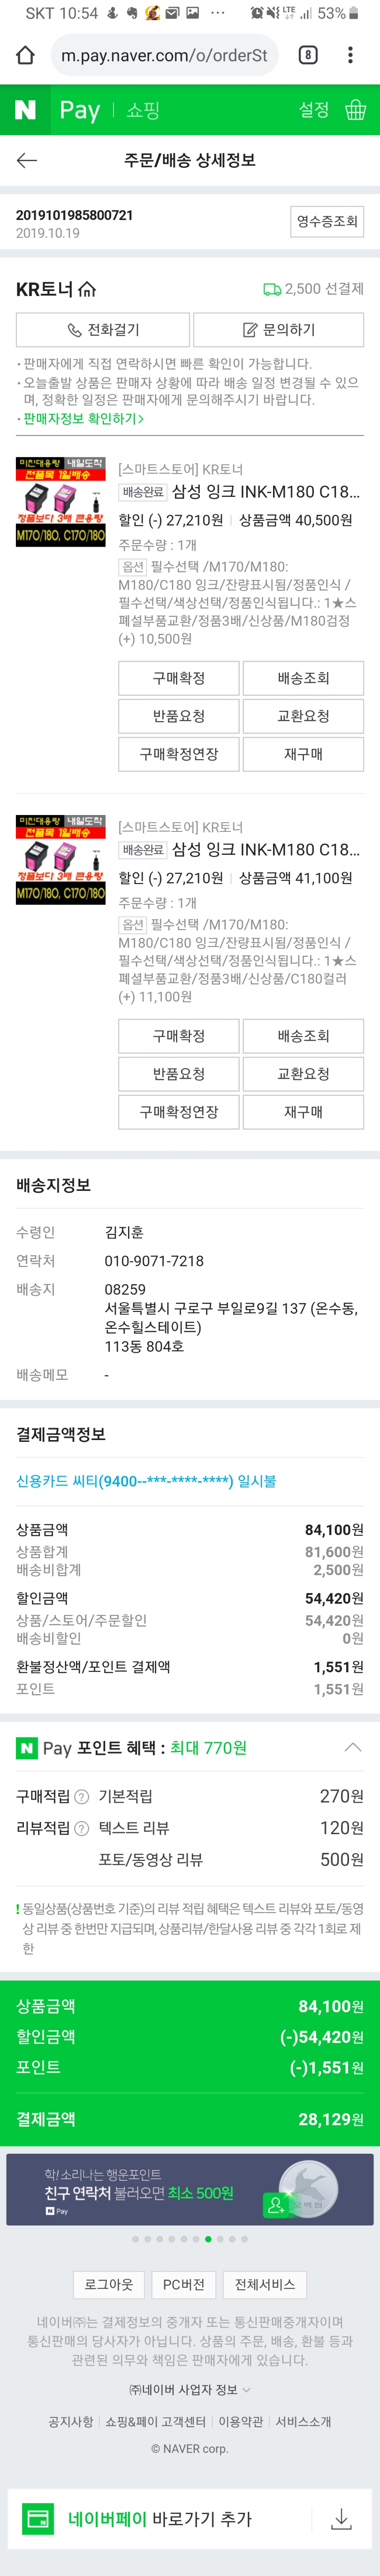 SKT 10:54 ··· LTE 53%
m.pay.naver.com/o/orderSt 8
N Pay 쇼핑 설정
주문/배송 상세정보
2019101985800721
2019.10.19
영수증조회
KR토너
2,500 선결제
전화걸기 문의하기
· 판매자에게 직접 연락하시면 빠른 확인이 가능합니다.
· 오늘출발 상품은 판매자 상황에 따라 배송 일정 변경될 수 있으
며, 정확한 일정은 판매자에게 문의해주시기 바랍니다.
· 판매자정보 확인하기
미친대용량 내일도착
전품목 1일배송
정품보다 3배 큰용량
M170/180, C170/180
[스마트스토어] KR토너
배송완료 삼성 잉크 INK-M180 C18...
할인 (-) 27,210원 상품금액 40,500원
주문수량 : 1개
옵션 필수선택 /M170/M180:
M180/C180 잉크/잔량표시됨/정품인식 /
필수선택/색상선택/정품인식됩니다.: 1★스
폐셜부품교환/정품3배/신상품/M180검정
(+) 10,500원
구매확정 배송조회
반품요청 교환요청
구매확정연장 재구매
미친대용량 내일도착
전품목 1일배송
정품보다 3배 큰용량
M170/180, C170/180
[스마트스토어] KR토너
배송완료 삼성 잉크 INK-M180 C18...
할인 (-) 27,210원 상품금액 41,100원
주문수량 : 1개
옵션 필수선택 /M170/M180:
M180/C180 잉크/잔량표시됨/정품인식 /
필수선택/색상선택/정품인식됩니다.: 1★스
폐셜부품교환/정품3배/신상품/C180컬러
(+) 11,100원
구매확정 배송조회
반품요청 교환요청
구매확정연장 재구매
배송지정보
수령인 김지훈
연락처 010-9071-7218
배송지 08259
서울특별시 구로구 부일로9길 137 (온수동,
온수힐스테이트)
113동 804호
배송메모 -
결제금액정보
신용카드 씨티(9400--***-****-****) 일시불
상품금액 84,100원
상품합계 81,600원
배송비합계 2,500원
할인금액 54,420원
상품/스토어/주문할인 54,420원
배송비할인 0원
환불정산액/포인트 결제액 1,551원
포인트 1,551원
N Pay 포인트 혜택 : 최대 770원
구매적립 ? 기본적립 270원
리뷰적립 ? 텍스트 리뷰 120원
포토/동영상 리뷰 500원
! 동일상품(상품번호 기준)의 리뷰 적립 혜택은 텍스트 리뷰와 포토/동영
상 리뷰 중 한번만 지급되며, 상품리뷰/한달사용 리뷰 중 각각 1회로 제
한
상품금액 84,100원
할인금액 (-)54,420원
포인트 (-)1,551원
결제금액 28,129원
학! 소리나는 행운포인트
친구 연락처 불러오면 최소 500원
N Pay
로그아웃 PC버전 전체서비스
네이버㈜는 결제정보의 중개자 또는 통신판매중개자이며
통신판매의 당사자가 아닙니다. 상품의 주문, 배송, 환불 등과
관련된 의무와 책임은 판매자에게 있습니다.
㈜네이버 사업자 정보
공지사항 쇼핑&페이 고객센터 이용약관 서비스소개
© NAVER corp.
네이버페이 바로가기 추가